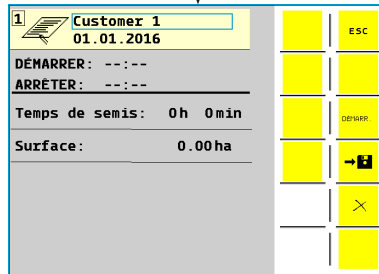 1
Customer 1
01.01.2016
DÉMARRER: --:--
ARRÊTER: --:--
Temps de semis: 0h 0min
Surface: 0.00ha
ESC
DÉMARR.